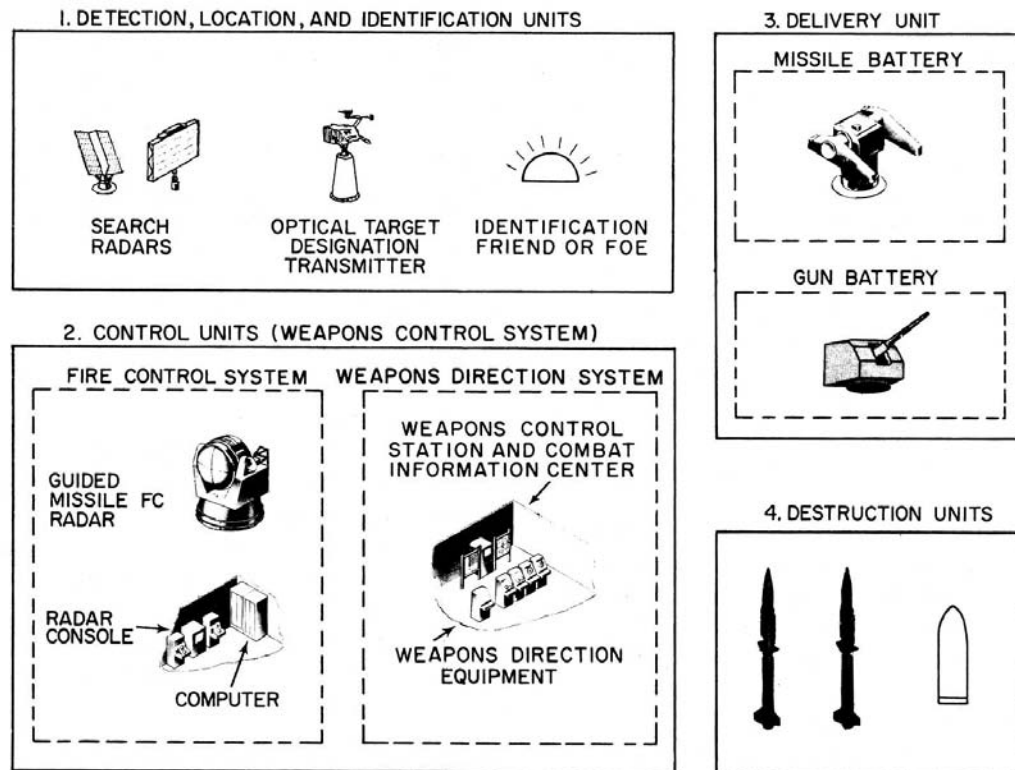 1. DETECTION, LOCATION, AND IDENTIFICATION UNITS
SEARCH
RADARS
OPTICAL TARGET
DESIGNATION
TRANSMITTER
IDENTIFICATION
FRIEND OR FOE
2. CONTROL UNITS (WEAPONS CONTROL SYSTEM)
FIRE CONTROL SYSTEM
GUIDED
MISSILE FC
RADAR
RADAR
CONSOLE
COMPUTER
WEAPONS DIRECTION SYSTEM
WEAPONS CONTROL
STATION AND COMBAT
INFORMATION CENTER
WEAPONS DIRECTION
EQUIPMENT
3. DELIVERY UNIT
MISSILE BATTERY
GUN BATTERY
4. DESTRUCTION UNITS